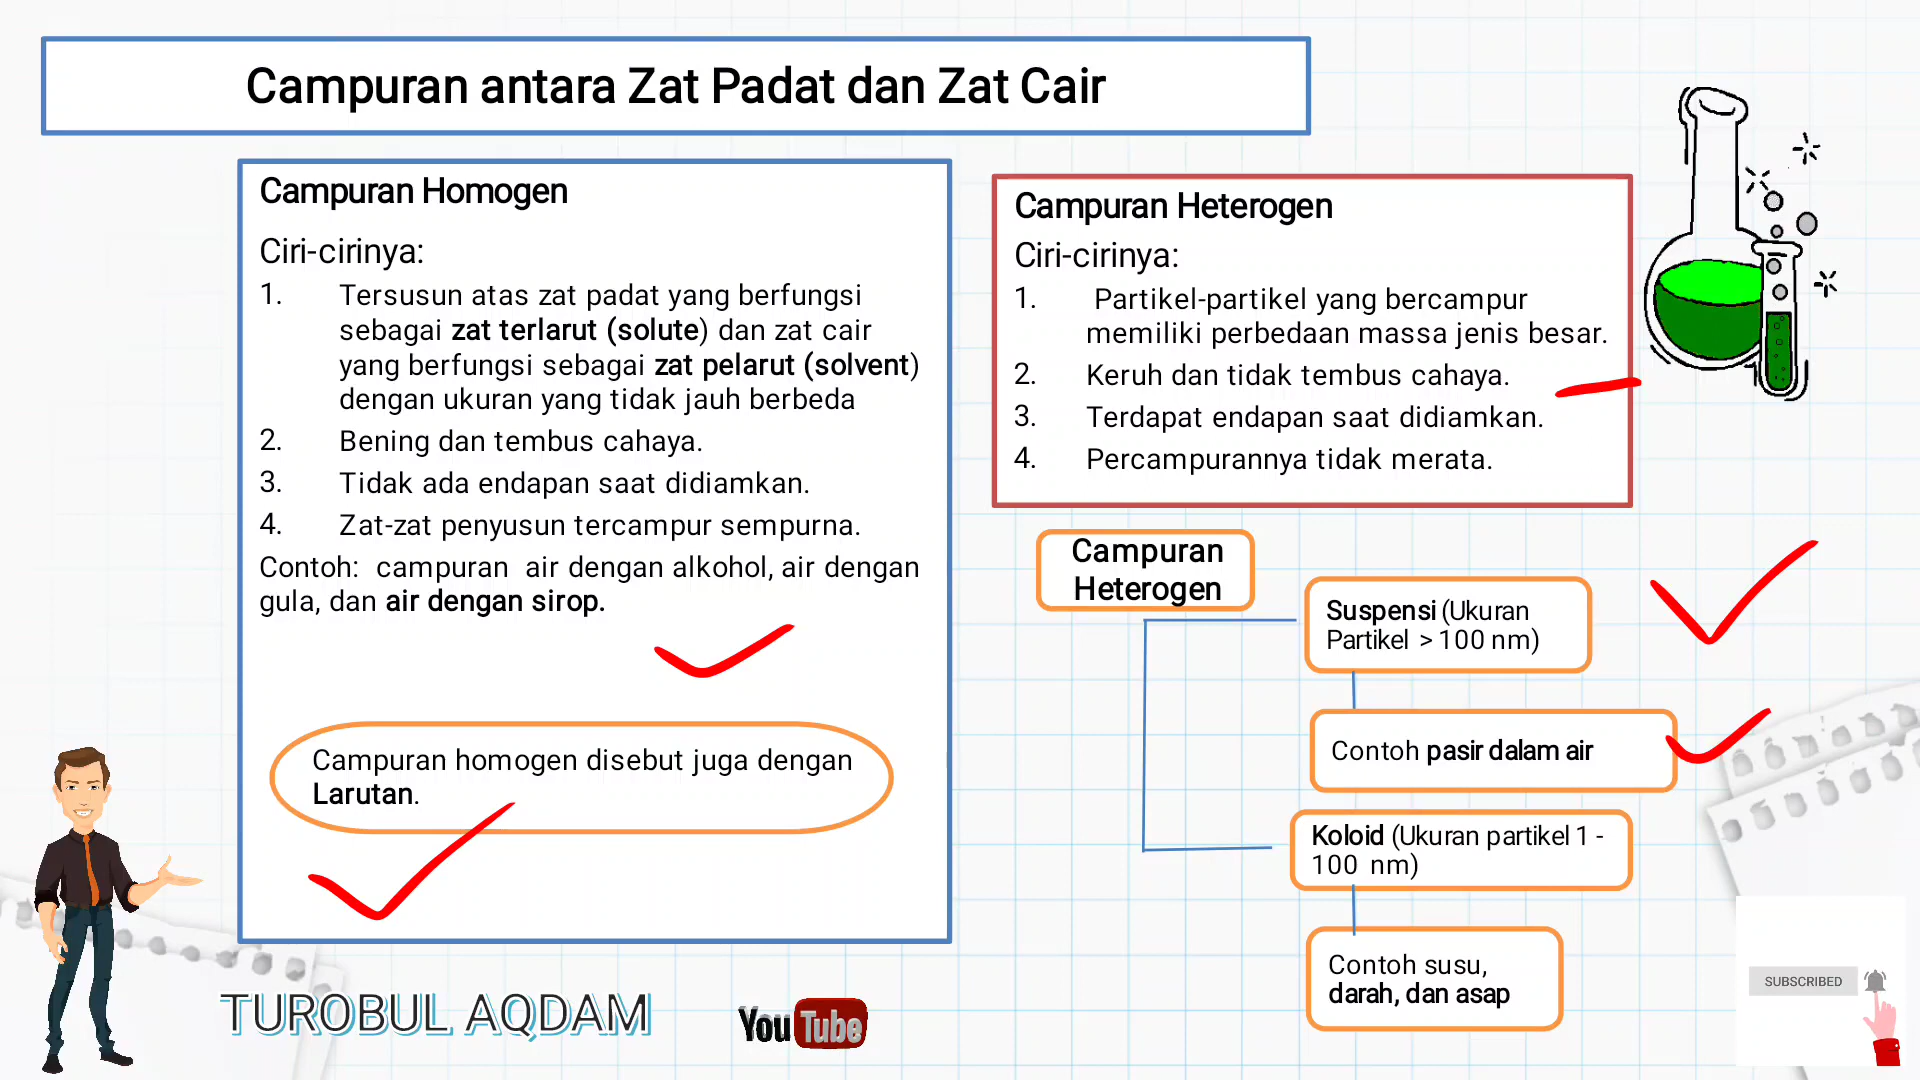 Campuran antara Zat Padat dan Zat Cair
Campuran Homogen
Ciri-cirinya:
1. Tersusun atas zat padat yang berfungsi
sebagai zat terlarut (solute) dan zat cair
yang berfungsi sebagai zat pelarut (solvent)
dengan ukuran yang tidak jauh berbeda
2. Bening dan tembus cahaya.
3. Tidak ada endapan saat didiamkan.
4. Zat-zat penyusun tercampur sempurna.
Contoh: campuran air dengan alkohol, air dengan
gula, dan air dengan sirop.
Campuran homogen disebut juga dengan
Larutan.
Campuran Heterogen
Ciri-cirinya:
1. Partikel-partikel yang bercampur
memiliki perbedaan massa jenis besar.
2. Keruh dan tidak tembus cahaya.
3. Terdapat endapan saat didiamkan.
4. Percampurannya tidak merata.
Campuran
Heterogen
Suspensi (Ukuran
Partikel > 100 nm)
Contoh pasir dalam air
Koloid (Ukuran partikel 1 -
100 nm)
Contoh susu,
darah, dan asap
TUROBUL AQDAM
YouTube
SUBSCRIBED